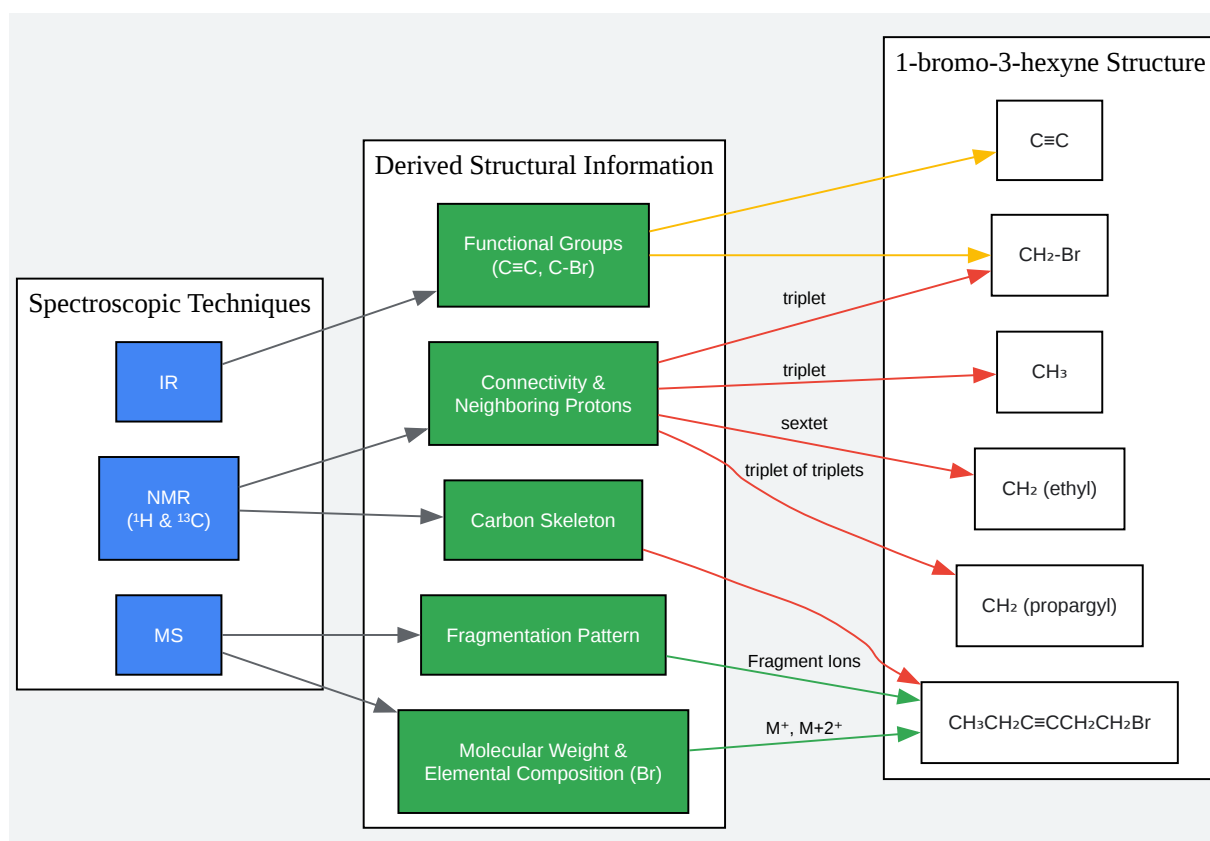 Spectroscopic Techniques
IR
NMR
(¹H & ¹³C)
MS
Derived Structural Information
Functional Groups
(C≡C, C-Br)
Connectivity &
Neighboring Protons
Carbon Skeleton
Fragmentation Pattern
Molecular Weight &
Elemental Composition (Br)
triplet
triplet
sextet
triplet of triplets
Fragment Ions
M⁺, M+2⁺
1-bromo-3-hexyne Structure
C≡C
CH₂-Br
CH₃
CH₂ (ethyl)
CH₂ (propargyl)
CH₃CH₂C≡CCH₂CH₂Br